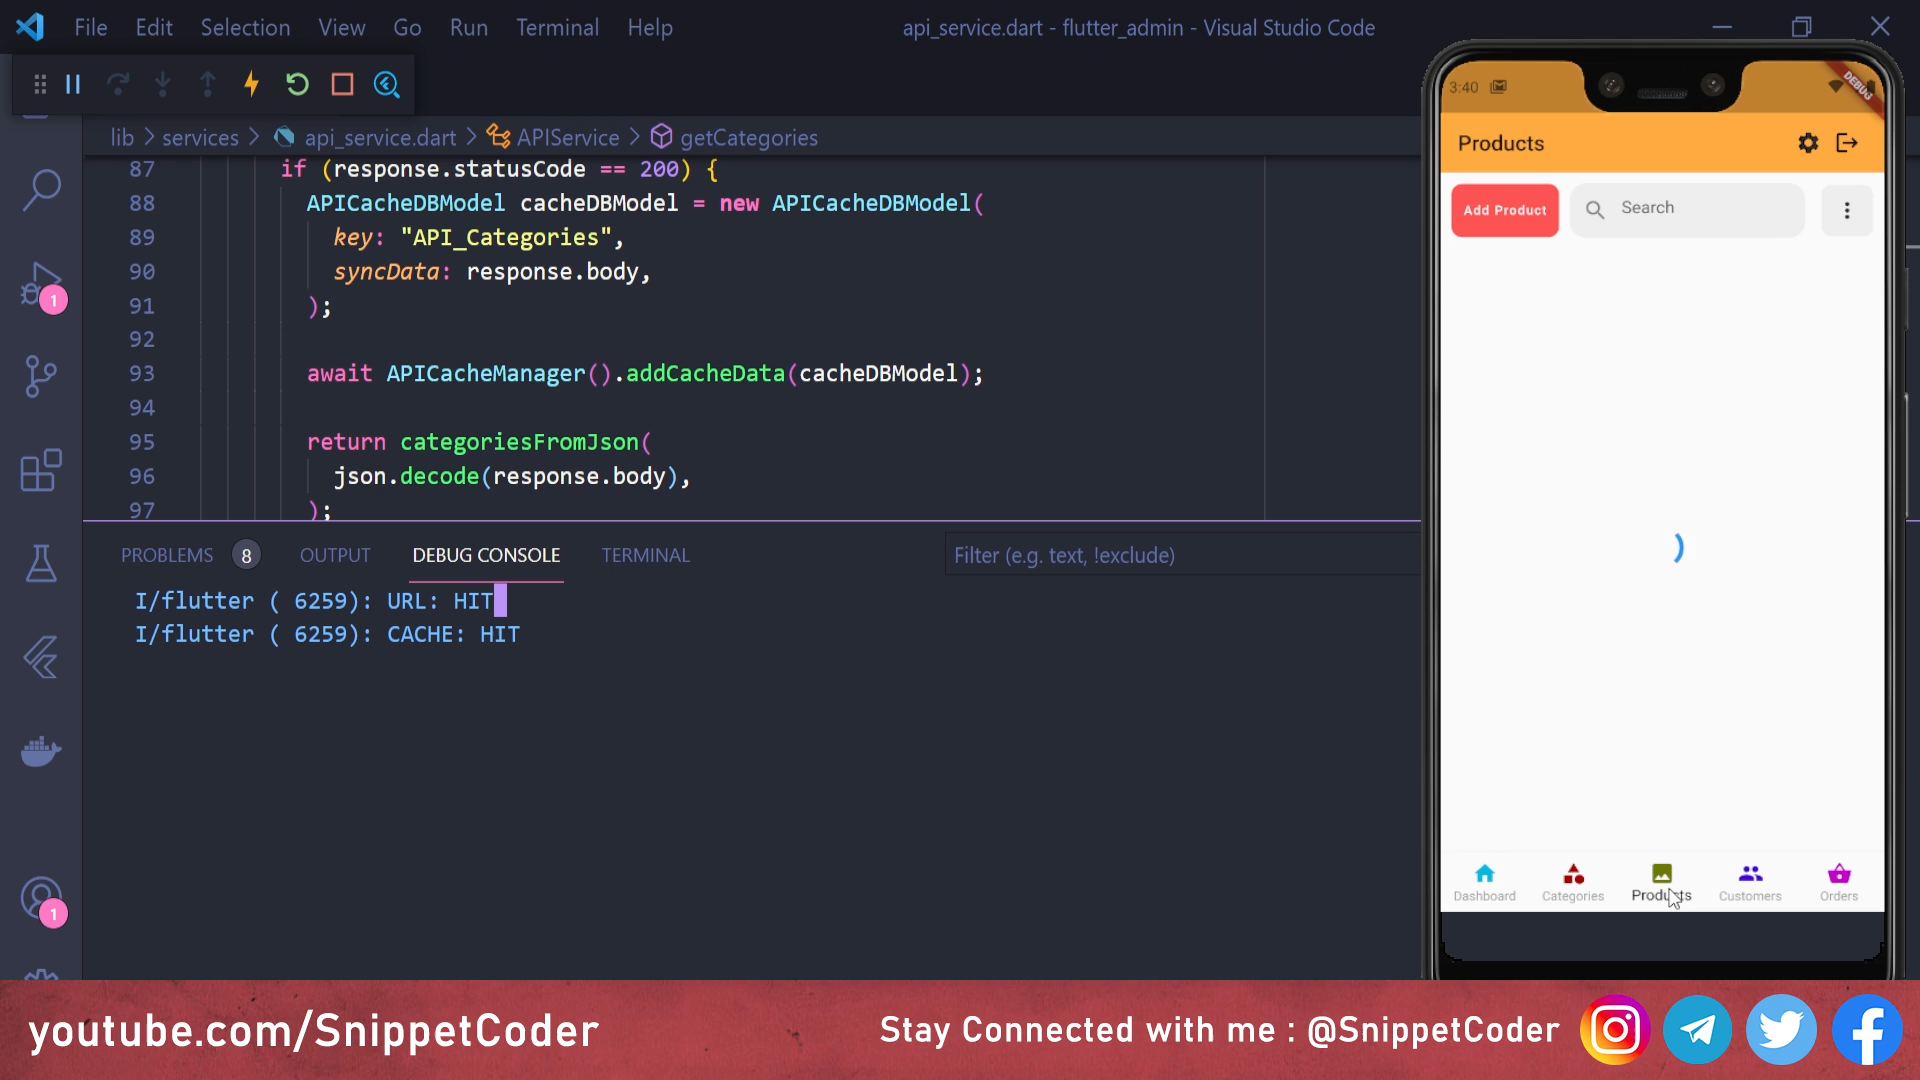 File Edit Selection View Go Run Terminal Help
api_service.dart - flutter_admin - Visual Studio Code
lib > services > api_service.dart > APIService > getCategories
87 if (response.statusCode == 200) {
88 APICacheDBModel cacheDBModel = new APICacheDBModel(
89 key: "API_Categories",
90 syncData: response.body,
91 );
92
93 await APICacheManager().addCacheData(cacheDBModel);
94
95 return categoriesFromJson(
96 json.decode(response.body),
97 );
PROBLEMS 8 OUTPUT DEBUG CONSOLE TERMINAL
Filter (e.g. text, !exclude)
I/flutter ( 6259): URL: HIT
I/flutter ( 6259): CACHE: HIT
1
1
3:40
DEBUG
Products
Add Product
Search
Dashboard Categories Products Customers Orders
youtube.com/SnippetCoder
Stay Connected with me : @SnippetCoder